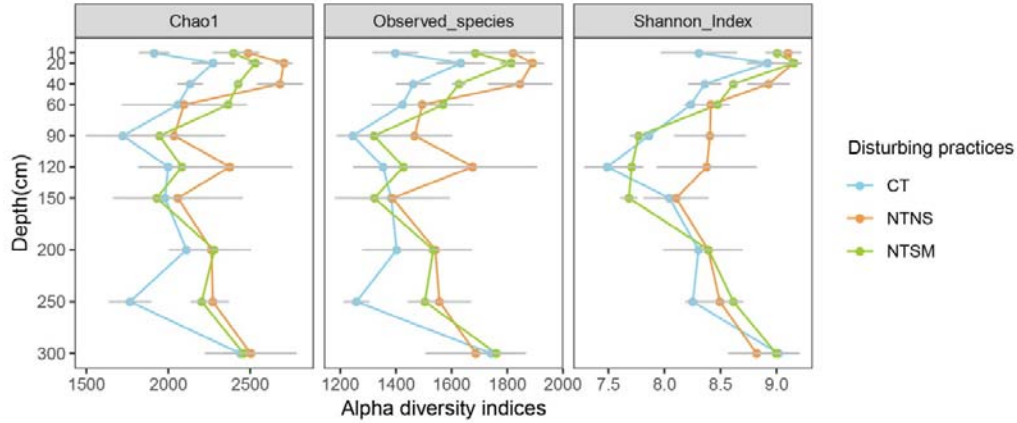 Chao1
Observed_species
Shannon_Index
Depth(cm)
10
20
40
60
90
120
150
200
250
300
1500
2000
2500
1200
1400
1600
1800
2000
7.5
8.0
8.5
9.0
Alpha diversity indices
Disturbing practices
CT
NTNS
NTSM